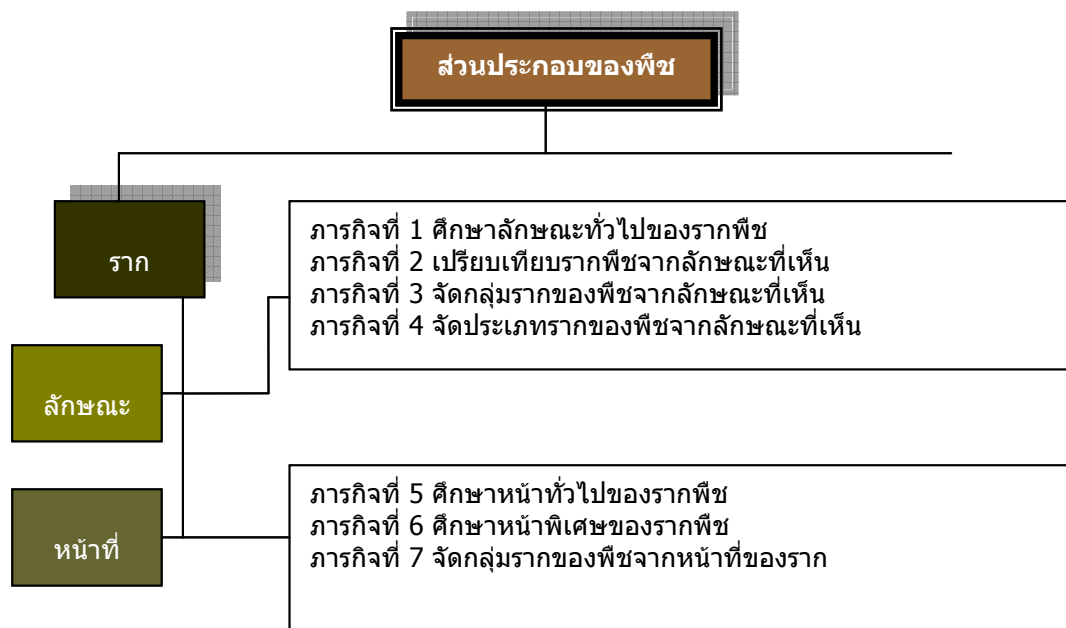 ส่วนประกอบของพืช
ราก
ภารกิจที่ 1 ศึกษาลักษณะทั่วไปของรากพืช
ภารกิจที่ 2 เปรียบเทียบรากพืชจากลักษณะที่เห็น
ภารกิจที่ 3 จัดกลุ่มรากของพืชจากลักษณะที่เห็น
ภารกิจที่ 4 จัดประเภทรากของพืชจากลักษณะที่เห็น
ลักษณะ
หน้าที่
ภารกิจที่ 5 ศึกษาหน้าทั่วไปของรากพืช
ภารกิจที่ 6 ศึกษาหน้าพิเศษของรากพืช
ภารกิจที่ 7 จัดกลุ่มรากของพืชจากหน้าที่ของราก